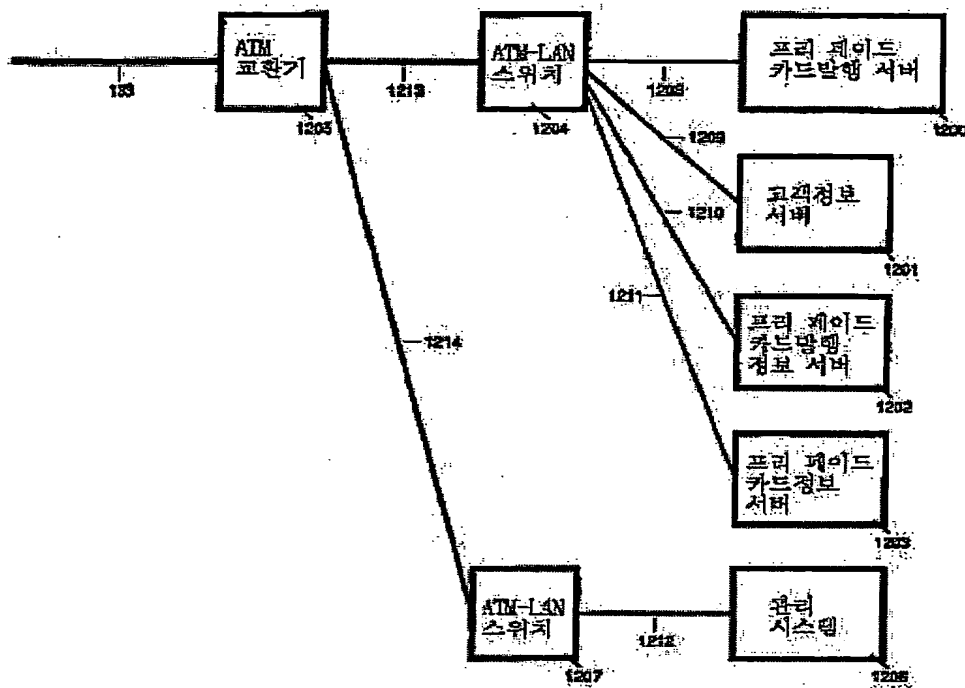 ATM
교환기
1205
133
1213
ATM-LAN
스위치
1204
1208
프리 페이드
카드발행 서버
1200
1209
고객정보
서버
1201
1210
프리 페이드
카드발행
정보 서버
1202
1211
프리 페이드
카드정보
서버
1203
1214
ATM-LAN
스위치
1207
1212
관리
시스템
1206